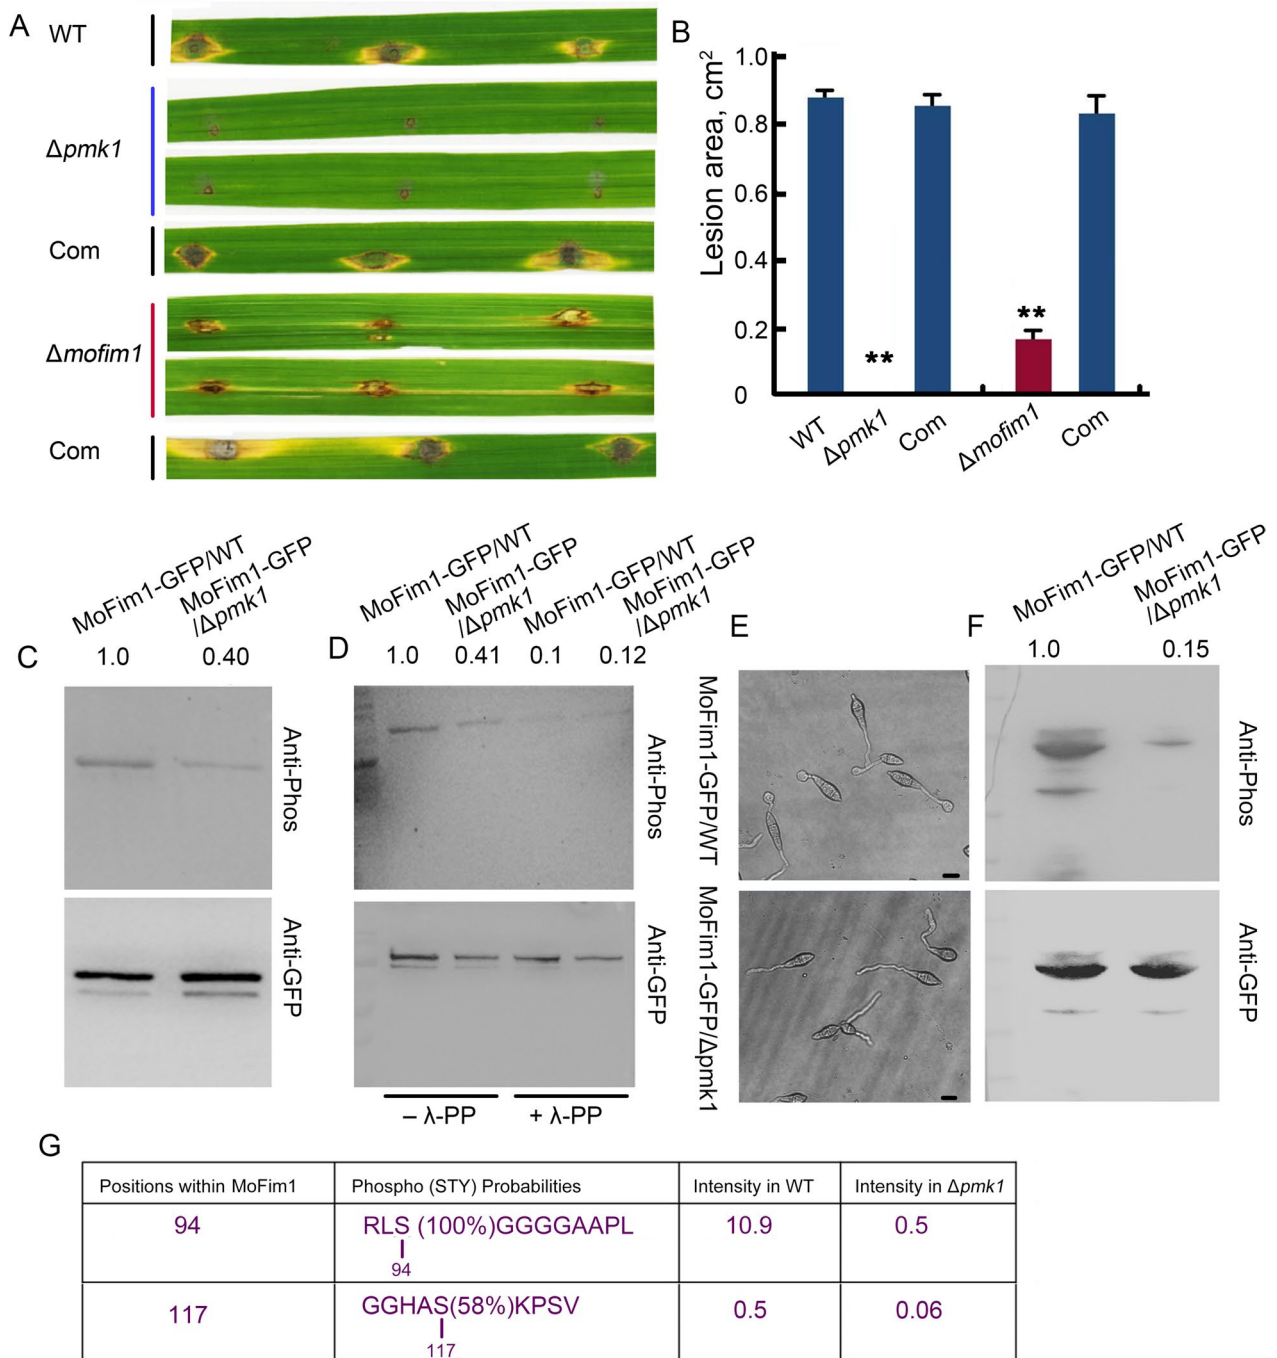 A
WT
Δpmk1
Com
Δmofim1
Com
B
Lesion area, cm²
1.0
0.8
0.6
0.4
0.2
0
**
**
WT
Δpmk1
Com
Δmofim1
Com
C
MoFim1-GFP/WT
MoFim1-GFP
/Δpmk1
1.0
0.40
Anti-Phos
Anti-GFP
D
MoFim1-GFP/WT
MoFim1-GFP
/Δpmk1
MoFim1-GFP/WT
MoFim1-GFP
/Δpmk1
1.0
0.41
0.1
0.12
Anti-Phos
Anti-GFP
– λ-PP
+ λ-PP
E
MoFim1-GFP/WT
MoFim1-GFP/Δpmk1
F
MoFim1-GFP/WT
MoFim1-GFP
/Δpmk1
1.0
0.15
Anti-Phos
Anti-GFP
G
Positions within MoFim1
Phospho (STY) Probabilities
Intensity in WT
Intensity in Δpmk1
94
RLS (100%)GGGGAAPL
94
10.9
0.5
117
GGHAS(58%)KPSV
117
0.5
0.06